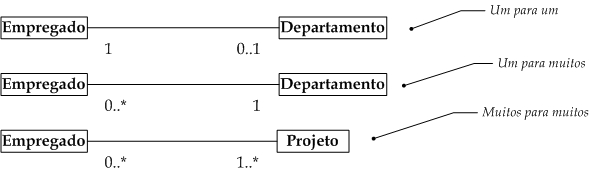 Um para um
Empregado Departamento
1 0..1
Um para muitos
Empregado Departamento
0..* 1
Muitos para muitos
Empregado Projeto
0..* 1..*